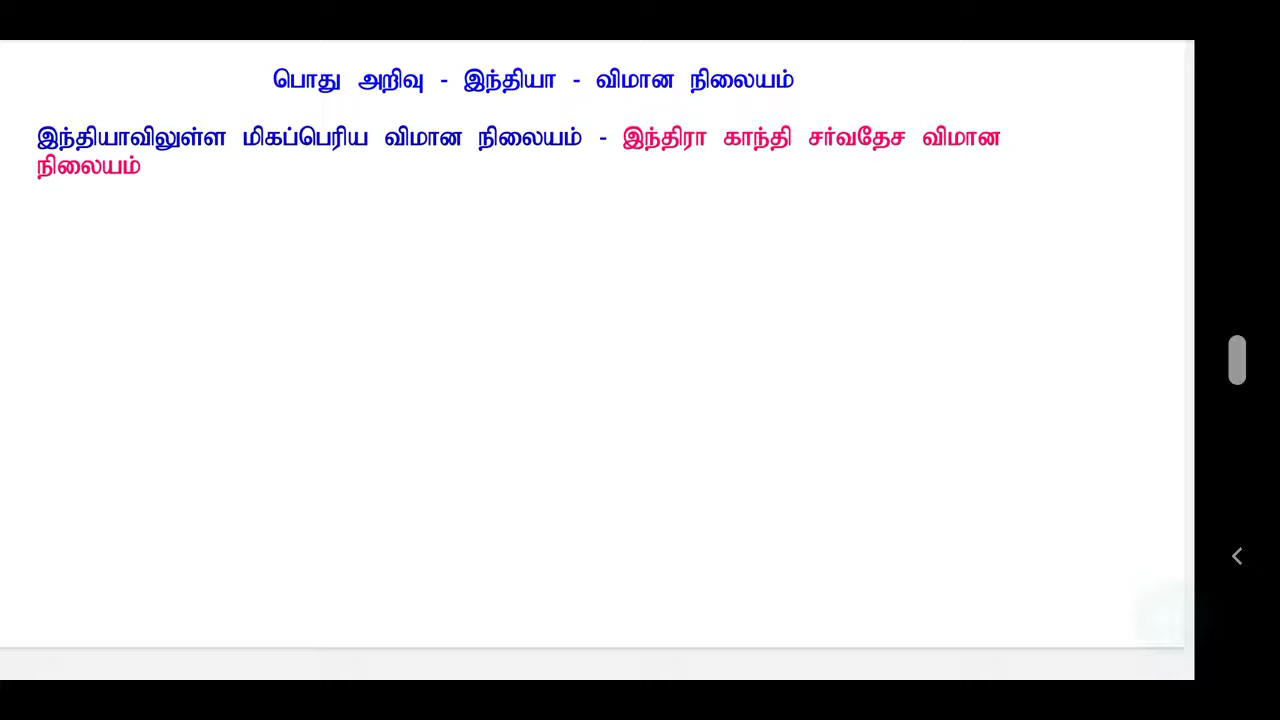 பொது அறிவு - இந்தியா - விமான நிலையம்
இந்தியாவிலுள்ள மிகப்பெரிய விமான நிலையம் - இந்திரா காந்தி சர்வதேச விமான
நிலையம்